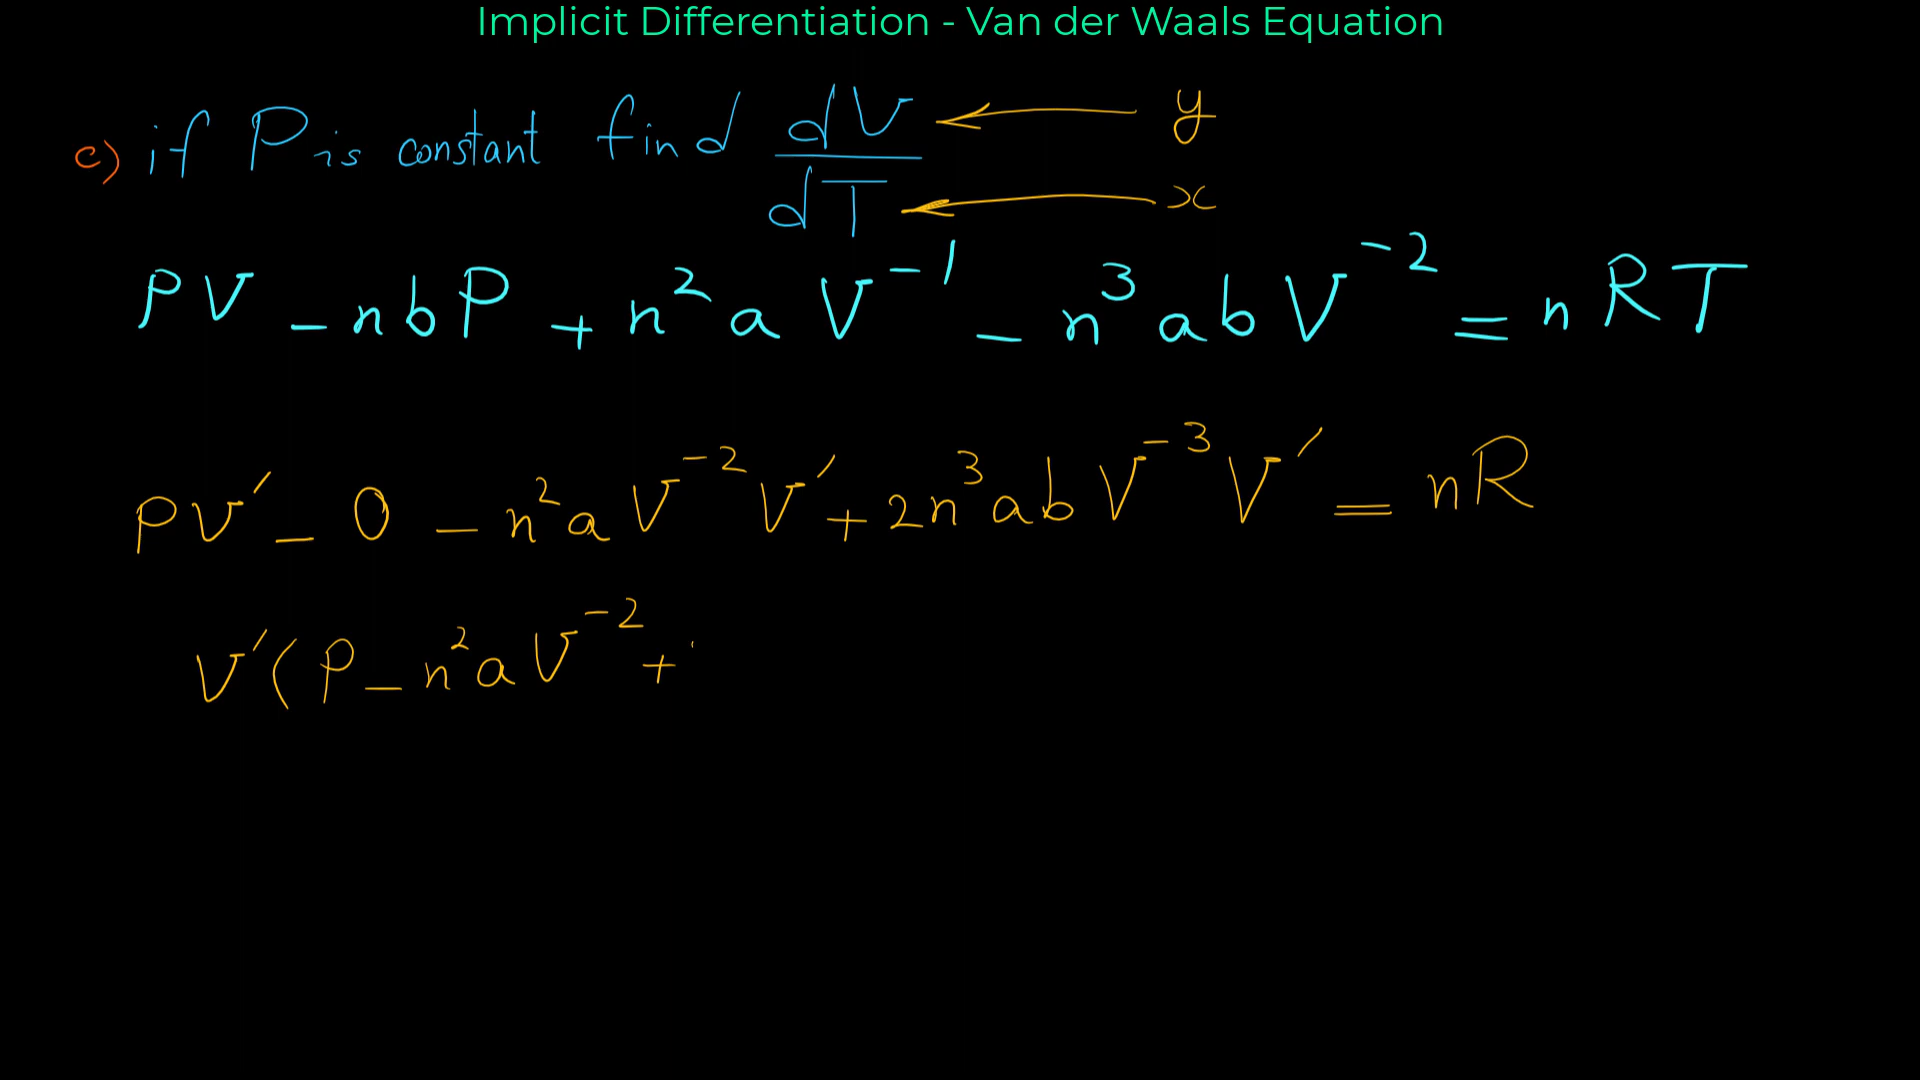 Implicit Differentiation - Van der Waals Equation
c) if P is constant find dV/dT ← y ← x
PV - nbP + n²aV⁻¹ - n³abV⁻² = nRT
PV′ - 0 - n²aV⁻²V′ + 2n³abV⁻³V′ = nR
V′(P - n²aV⁻² +